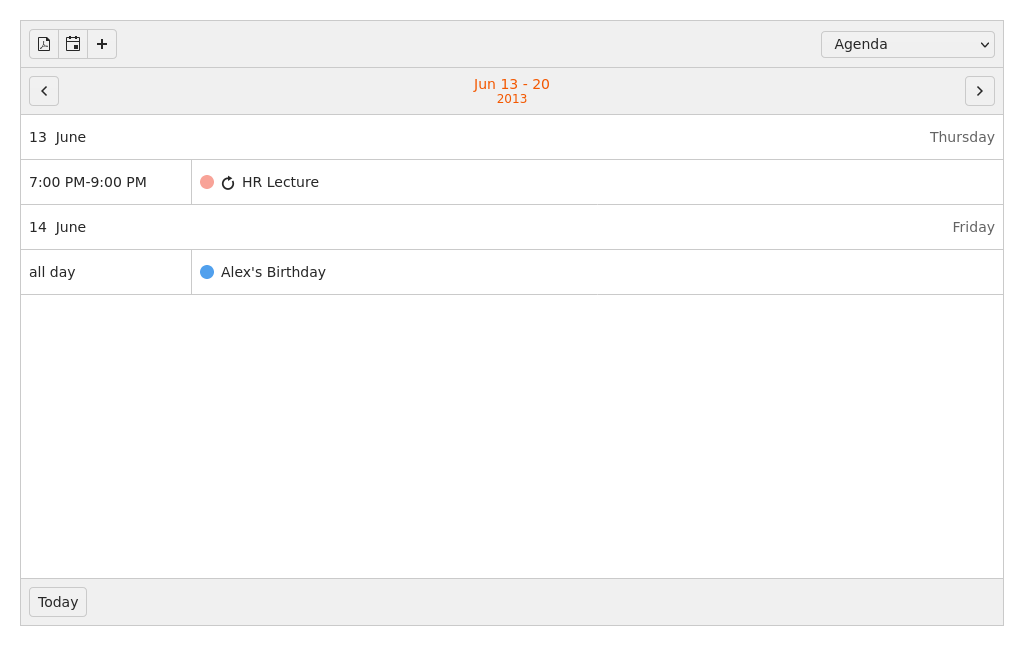 Agenda
Jun 13 - 20
2013
13 June Thursday
7:00 PM-9:00 PM HR Lecture
14 June Friday
all day Alex's Birthday
Today